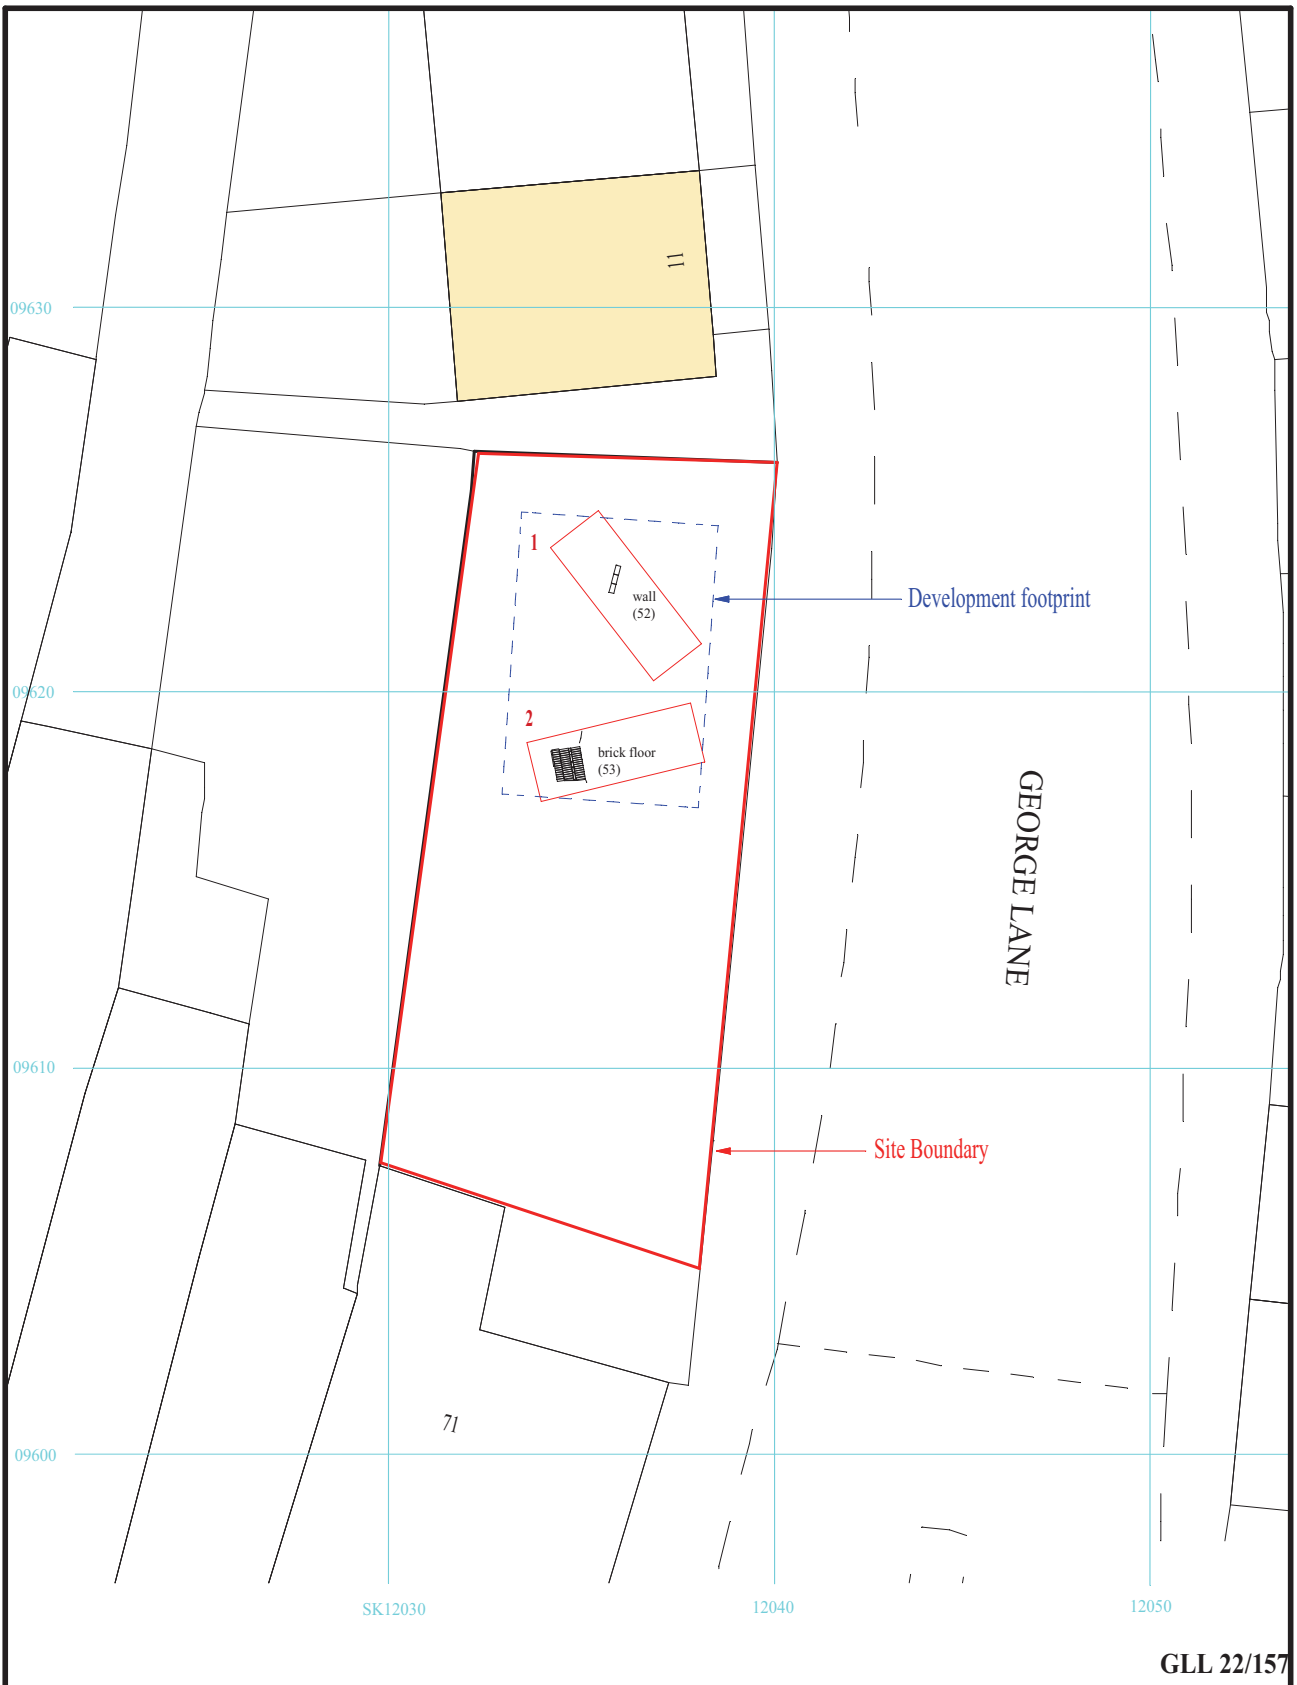 11
09630
1
wall
(52)
Development footprint
09620
2
brick floor
(53)
GEORGE LANE
09610
Site Boundary
71
09600
SK12030
12040
12050
GLL 22/157